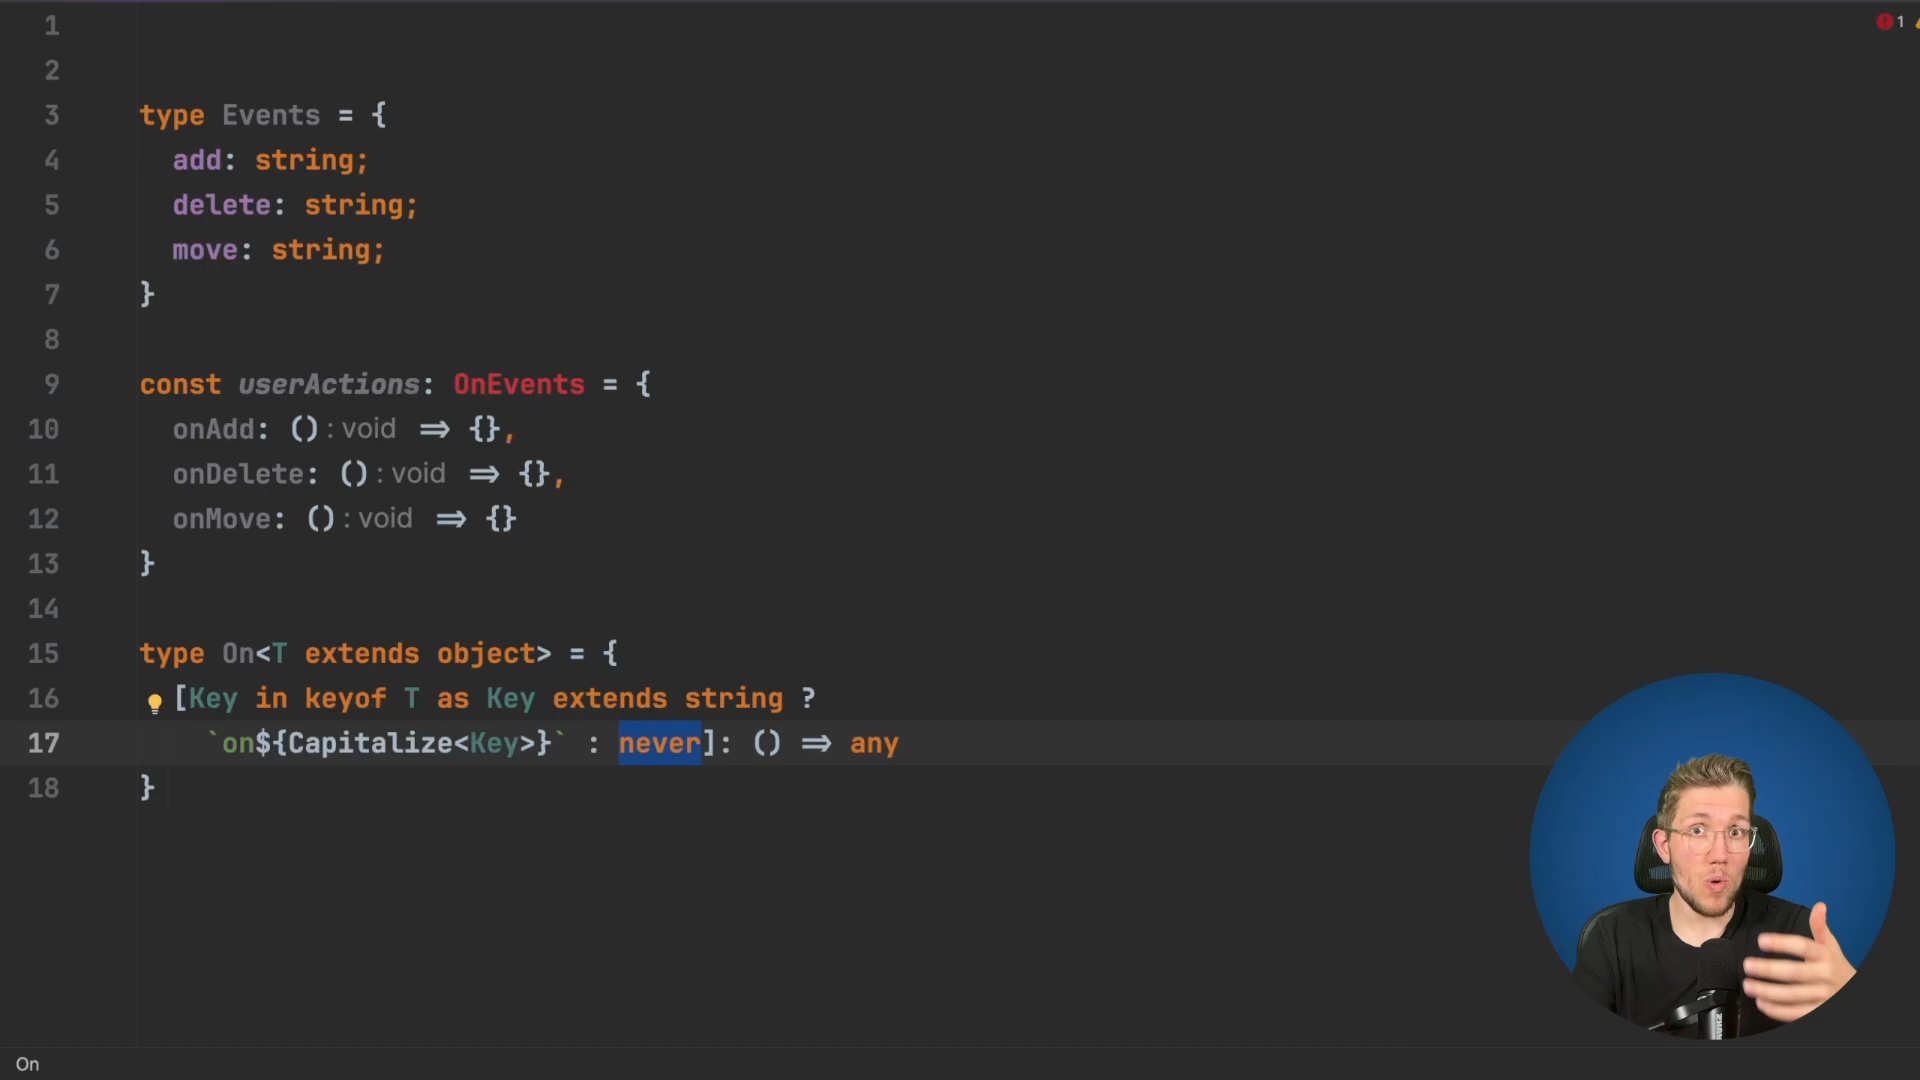 1
! 1
2
3 type Events = {
4 add: string;
5 delete: string;
6 move: string;
7 }
8
9 const userActions: OnEvents = {
10 onAdd: () : void => {},
11 onDelete: () : void => {},
12 onMove: () : void => {}
13 }
14
15 type On<T extends object> = {
16 [Key in keyof T as Key extends string ?
17 `on${Capitalize<Key>}` : never]: () => any
18 }
On